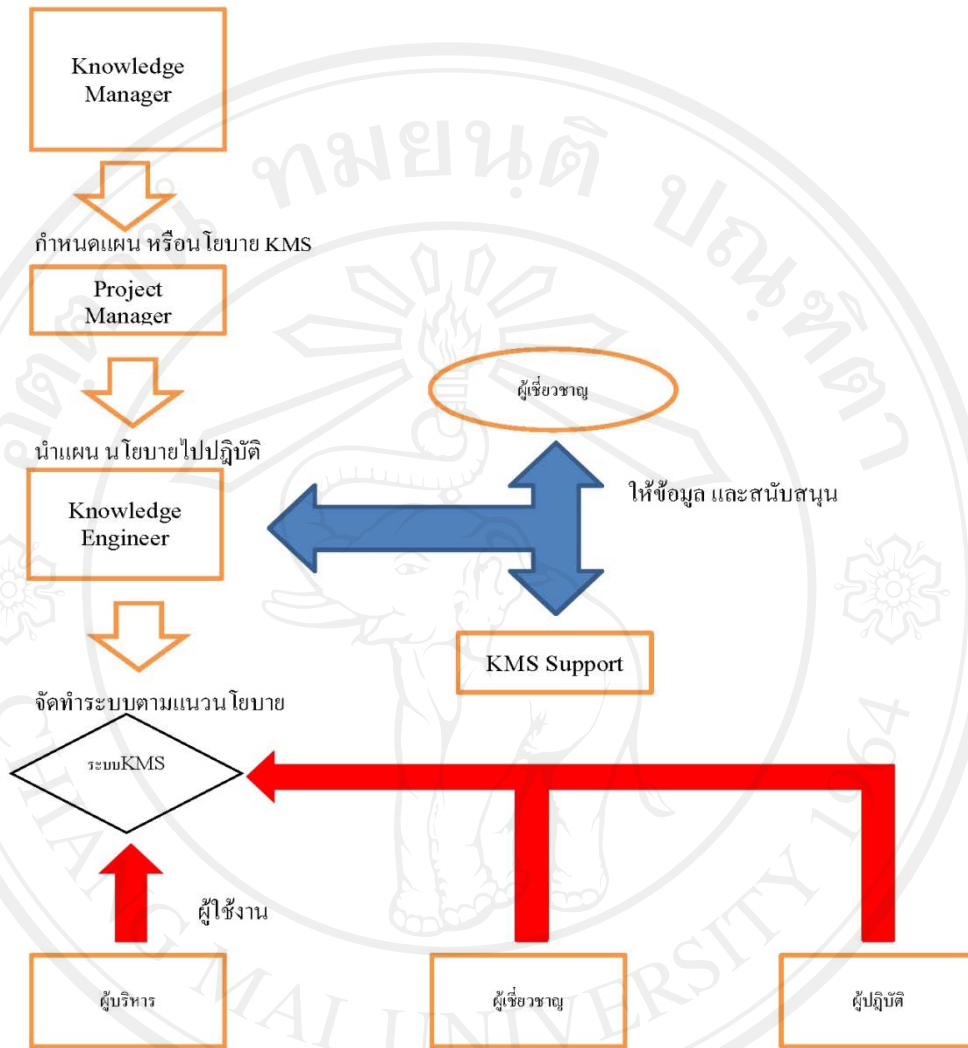 Knowledge
Manager
กำหนดแผน หรือนโยบาย KMS
Project
Manager
นำแผน นโยบายไปปฎิบัติ
Knowledge
Engineer
ผู้เชี่ยวชาญ
ให้ข้อมูล และสนับสนุน
KMS Support
จัดทำระบบตามแนวนโยบาย
ระบบKMS
ผู้ใช้งาน
ผู้บริหาร
ผู้เชี่ยวชาญ
ผู้ปฎิบัติ
CHIANG MAI UNIVERSITY 1964